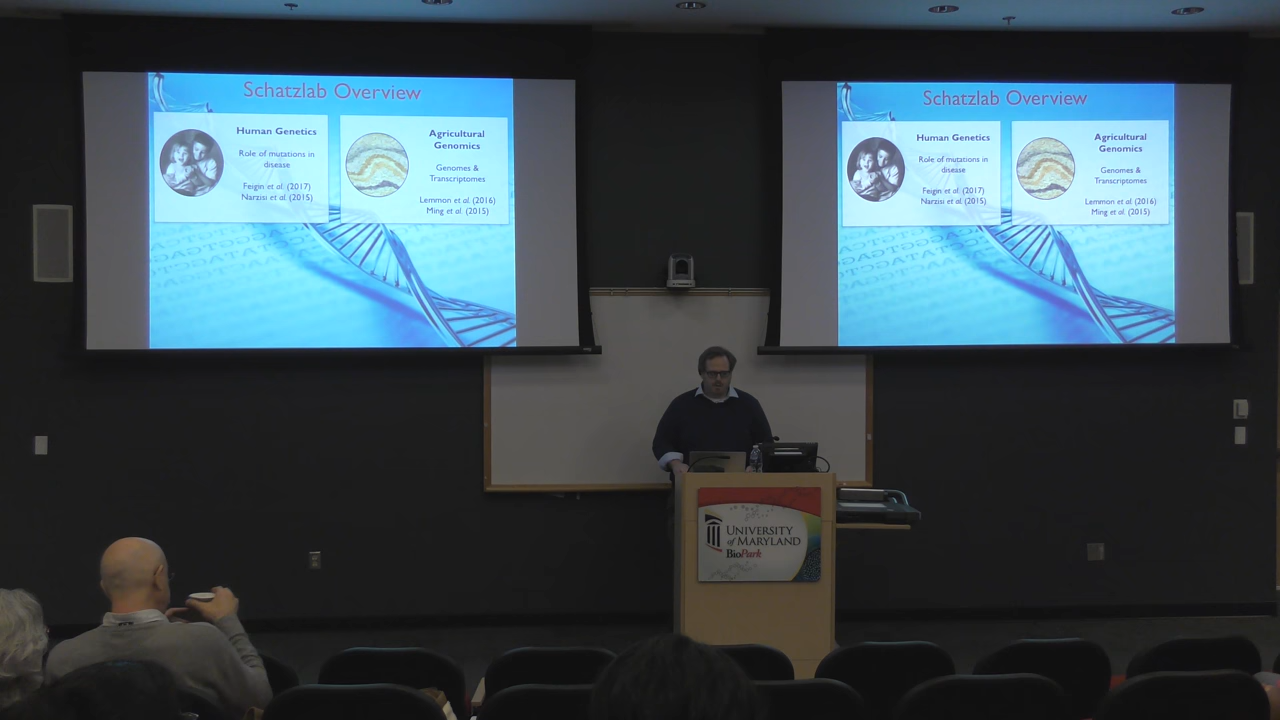 Schatzlab Overview
Human Genetics
Role of mutations in
disease
Feigin et al. (2017)
Narzisi et al. (2015)
Agricultural
Genomics
Genomes &
Transcriptomes
Lemmon et al. (2016)
Ming et al. (2015)
Schatzlab Overview
Human Genetics
Role of mutations in
disease
Feigin et al. (2017)
Narzisi et al. (2015)
Agricultural
Genomics
Genomes &
Transcriptomes
Lemmon et al. (2016)
Ming et al. (2015)
UNIVERSITY
of MARYLAND
BioPark